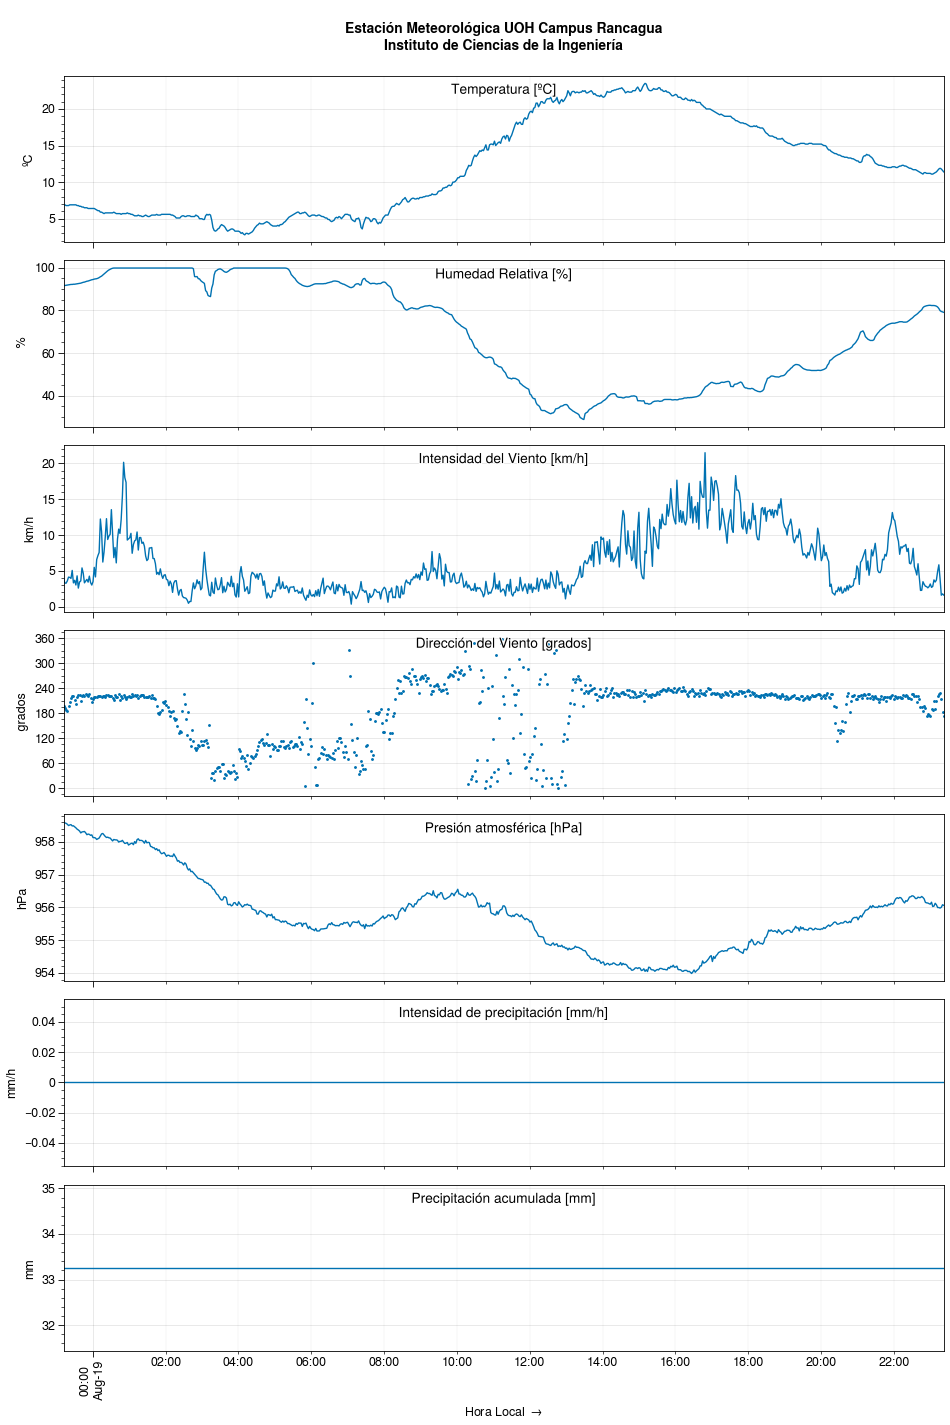 Estación Meteorológica UOH Campus Rancagua
Instituto de Ciencias de la Ingeniería
Temperatura [ºC]
ºC
20
15
10
5
Humedad Relativa [%]
%
100
80
60
40
Intensidad del Viento [km/h]
km/h
20
15
10
5
0
Dirección del Viento [grados]
grados
360
300
240
180
120
60
0
Presión atmosférica [hPa]
hPa
958
957
956
955
954
Intensidad de precipitación [mm/h]
mm/h
0.04
0.02
0
−0.02
−0.04
Precipitación acumulada [mm]
mm
35
34
33
32
00:00
Aug-19
02:00
04:00
06:00
08:00
10:00
12:00
14:00
16:00
18:00
20:00
22:00
Hora Local →